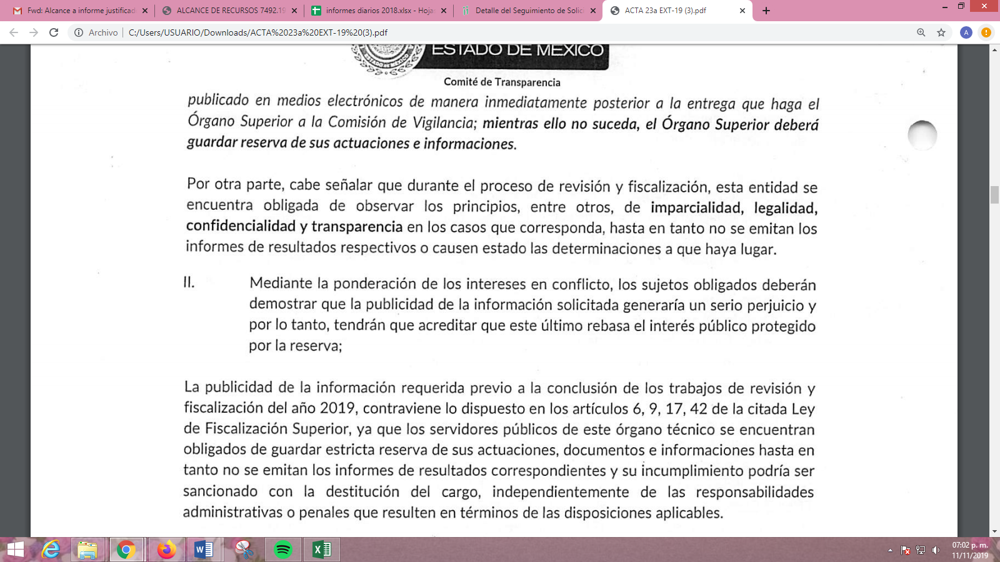 Fwd: Alcance a informe justificad
ALCANCE DE RECURSOS 7492.19
informes diarios 2018.xlsx - Hoja
Detalle del Seguimiento de Solici
ACTA 23a EXT-19 (3).pdf
Archivo C:/Users/USUARIO/Downloads/ACTA%2023a%20EXT-19%20(3).pdf
A
ESTADO DE MÉXICO
Comité de Transparencia
publicado en medios electrónicos de manera inmediatamente posterior a la entrega que haga el
Órgano Superior a la Comisión de Vigilancia; mientras ello no suceda, el Órgano Superior deberá
guardar reserva de sus actuaciones e informaciones.
Por otra parte, cabe señalar que durante el proceso de revisión y fiscalización, esta entidad se
encuentra obligada de observar los principios, entre otros, de imparcialidad, legalidad,
confidencialidad y transparencia en los casos que corresponda, hasta en tanto no se emitan los
informes de resultados respectivos o causen estado las determinaciones a que haya lugar.
II. Mediante la ponderación de los intereses en conflicto, los sujetos obligados deberán
demostrar que la publicidad de la información solicitada generaría un serio perjuicio y
por lo tanto, tendrán que acreditar que este último rebasa el interés público protegido
por la reserva;
La publicidad de la información requerida previo a la conclusión de los trabajos de revisión y
fiscalización del año 2019, contraviene lo dispuesto en los artículos 6, 9, 17, 42 de la citada Ley
de Fiscalización Superior, ya que los servidores públicos de este órgano técnico se encuentran
obligados de guardar estricta reserva de sus actuaciones, documentos e informaciones hasta en
tanto no se emitan los informes de resultados correspondientes y su incumplimiento podría ser
sancionado con la destitución del cargo, independientemente de las responsabilidades
administrativas o penales que resulten en términos de las disposiciones aplicables.
07:02 p. m.
11/11/2019